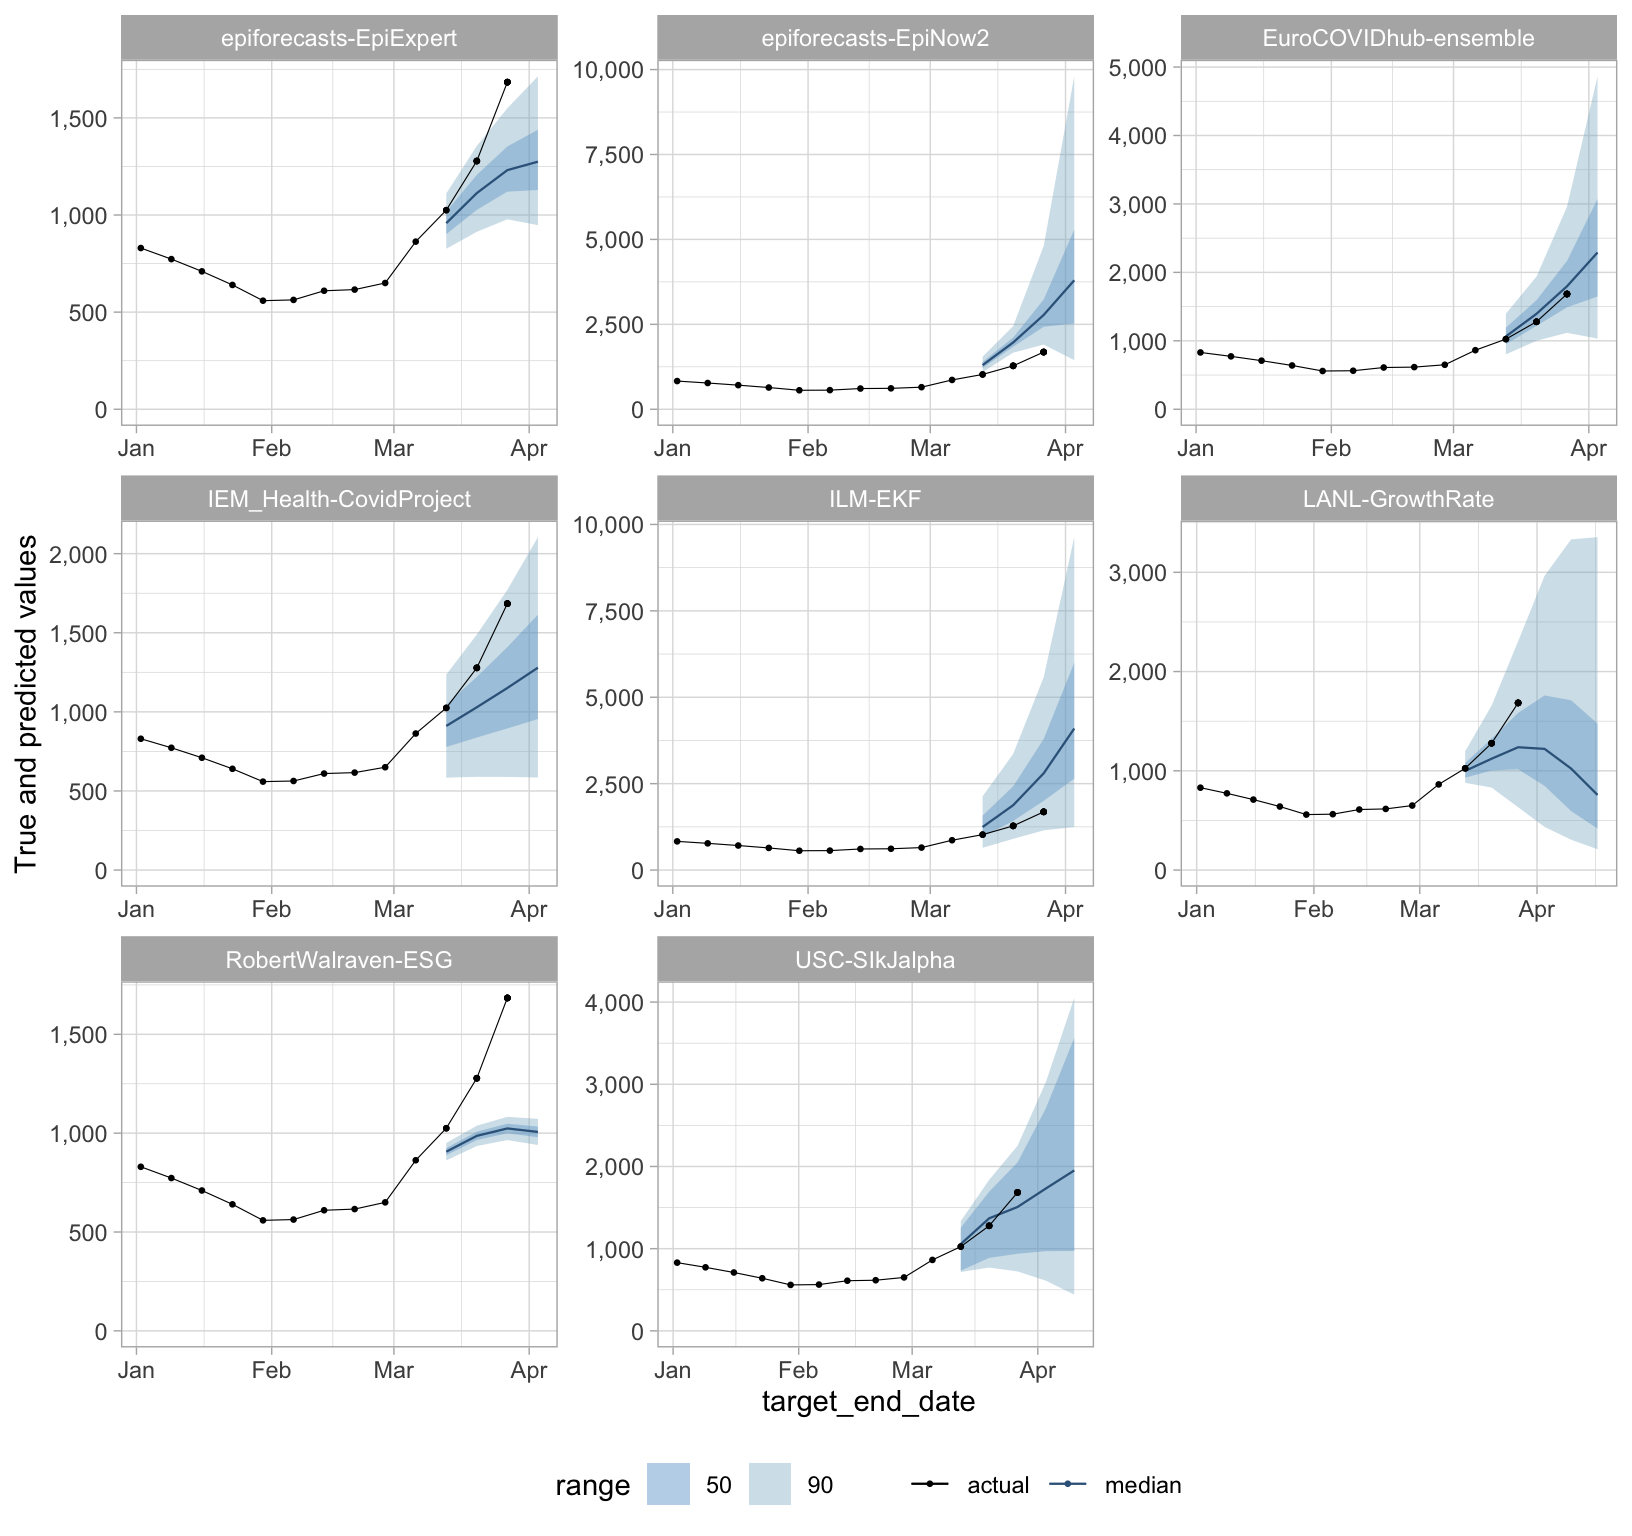 epiforecasts-EpiExpert
epiforecasts-EpiNow2
EuroCOVIDhub-ensemble
1,500
1,000
500
0
Jan Feb Mar Apr
10,000
7,500
5,000
2,500
0
Jan Feb Mar Apr
5,000
4,000
3,000
2,000
1,000
0
Jan Feb Mar Apr
True and predicted values
IEM_Health-CovidProject
ILM-EKF
LANL-GrowthRate
2,000
1,500
1,000
500
0
Jan Feb Mar Apr
10,000
7,500
5,000
2,500
0
Jan Feb Mar Apr
3,000
2,000
1,000
0
Jan Feb Mar Apr
RobertWalraven-ESG
USC-SIkJalpha
1,500
1,000
500
0
Jan Feb Mar Apr
4,000
3,000
2,000
1,000
0
Jan Feb Mar Apr
target_end_date
range 50 90 actual median